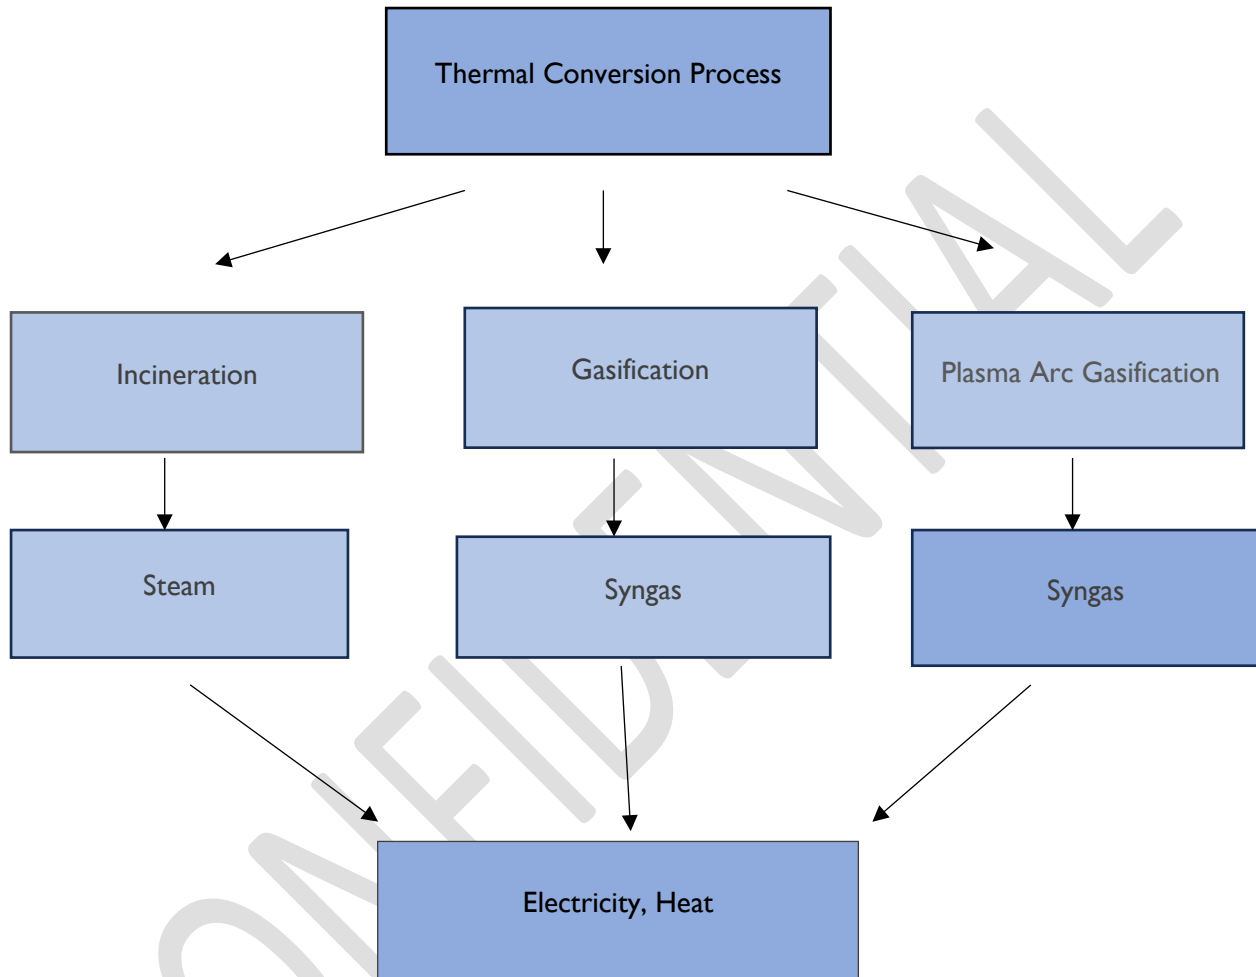 Thermal Conversion Process
Incineration
Gasification
Plasma Arc Gasification
Steam
Syngas
Syngas
Electricity, Heat
CONFIDENTIAL